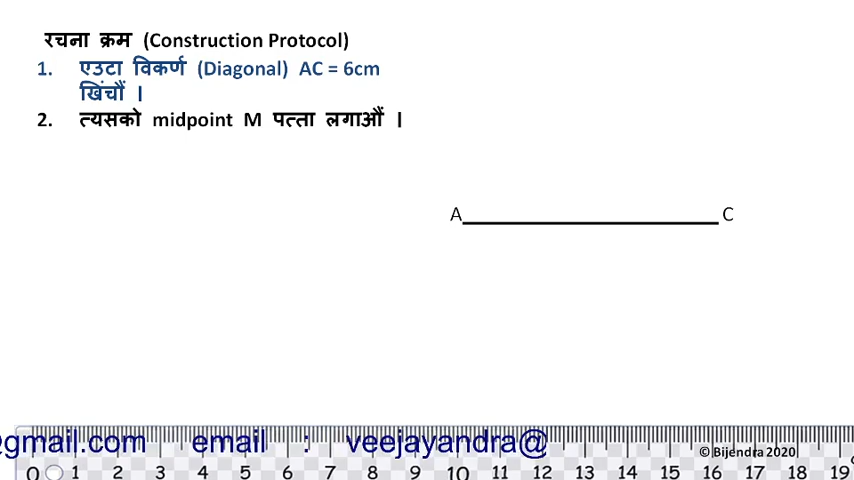 रचना क्रम (Construction Protocol)
1. एउटा विकर्ण (Diagonal) AC = 6cm
खिंचौं ।
2. त्यसको midpoint M पत्ता लगाऔं ।
A C
@gmail.com email : veejayandra@
© Bijendra 2020
0 1 2 3 4 5 6 7 8 9 10 11 12 13 14 15 16 17 18 19